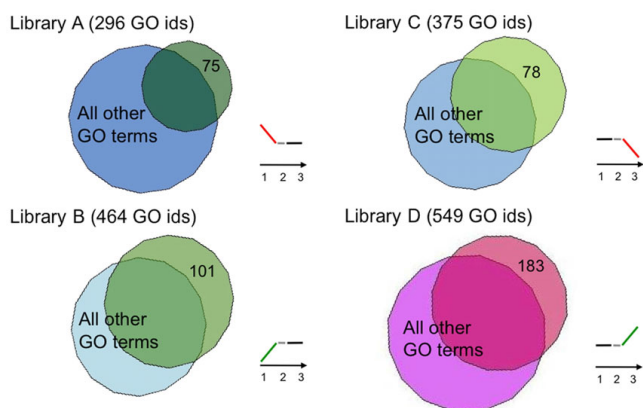 Library A (296 GO ids)
75
All other
GO terms
1 2 3
Library C (375 GO ids)
78
All other
GO terms
1 2 3
Library B (464 GO ids)
101
All other
GO terms
1 2 3
Library D (549 GO ids)
183
All other
GO terms
1 2 3